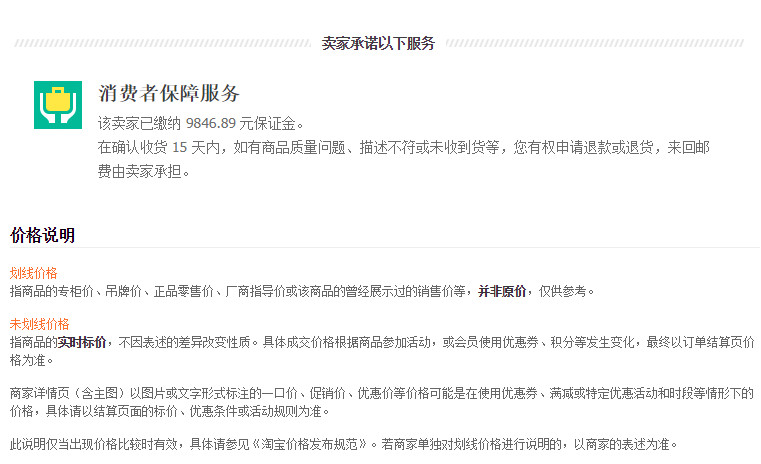 卖家承诺以下服务
消费者保障服务
该卖家已缴纳 9846.89 元保证金。
在确认收货 15 天内，如有商品质量问题、描述不符或未收到货等，您有权申请退款或退货，来回邮
费由卖家承担。
价格说明
划线价格
指商品的专柜价、吊牌价、正品零售价、厂商指导价或该商品的曾经展示过的销售价等，并非原价，仅供参考。
未划线价格
指商品的实时标价，不因表述的差异改变性质。具体成交价格根据商品参加活动，或会员使用优惠券、积分等发生变化，最终以订单结算页价
格为准。
商家详情页（含主图）以图片或文字形式标注的一口价、促销价、优惠价等价格可能是在使用优惠券、满减或特定优惠活动和时段等情形下的
价格，具体请以结算页面的标价、优惠条件或活动规则为准。
此说明仅当出现价格比较时有效，具体请参见《淘宝价格发布规范》。若商家单独对划线价格进行说明的，以商家的表述为准。